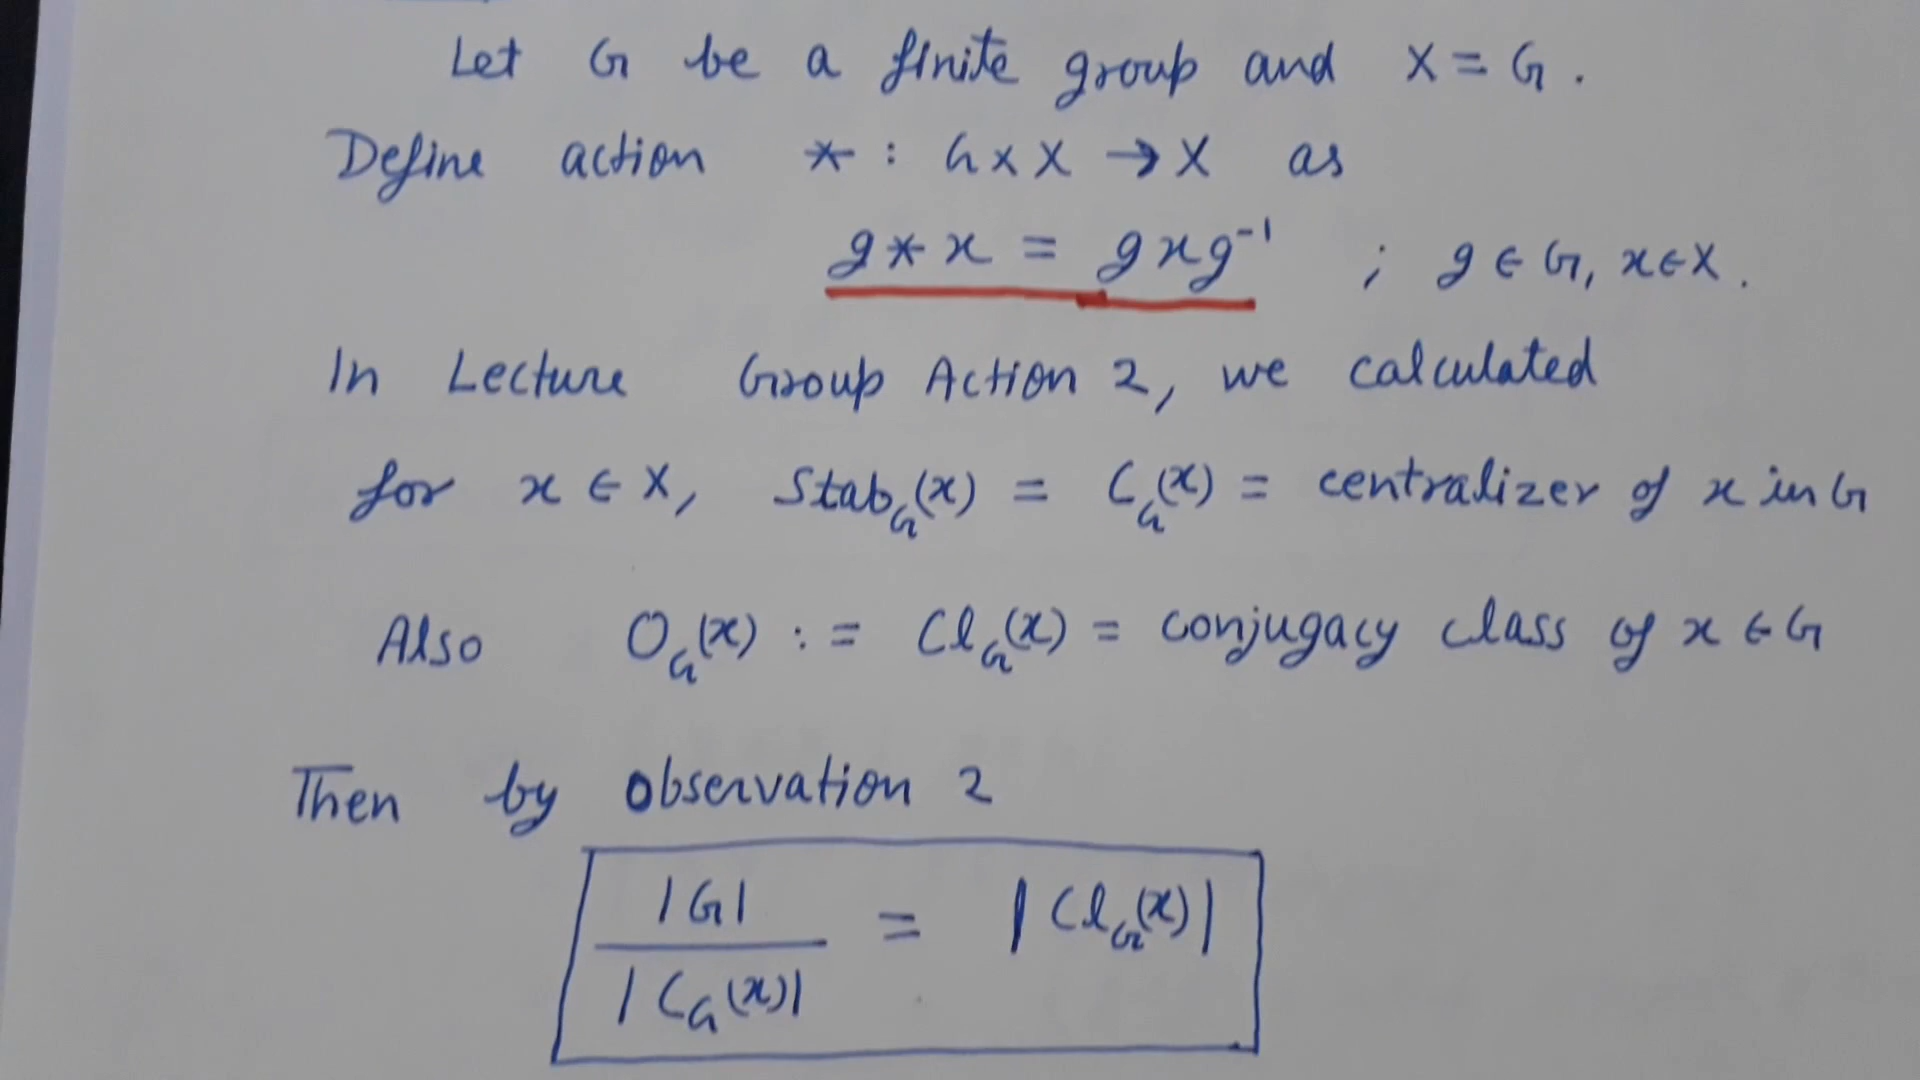 Let G be a finite group and X = G.
Define action * : G x X → X as
g * x = g x g⁻¹ ; g ∈ G, x ∈ X.
In Lecture Group Action 2, we calculated
for x ∈ X, Stab_G(x) = C_G(x) = centralizer of x in G
Also O_G(x) := Cl_G(x) = conjugacy class of x ∈ G
Then by observation 2
|G| / |C_G(x)| = |Cl_G(x)|